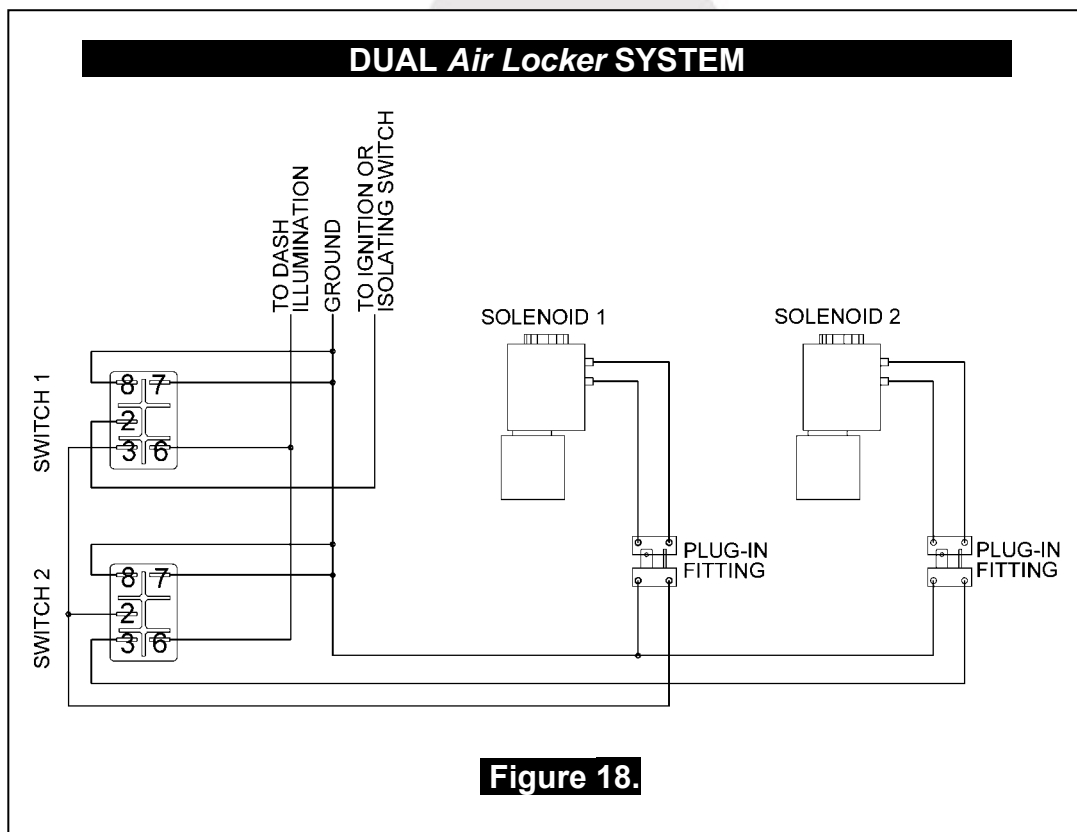 DUAL Air Locker SYSTEM
TO DASH
ILLUMINATION
GROUND
TO IGNITION OR
ISOLATING SWITCH
SOLENOID 1
SOLENOID 2
SWITCH 1
8 7
2
3 6
SWITCH 2
8 7
2
3 6
PLUG-IN
FITTING
PLUG-IN
FITTING
Figure 18.